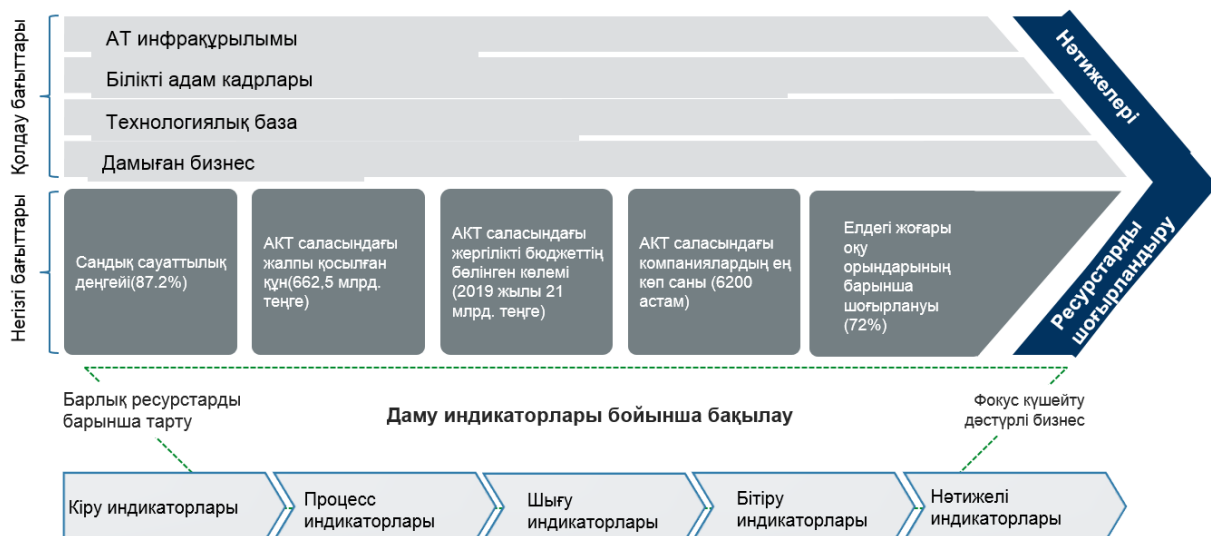 Қолдау бағыттары
АТ инфрақұрылымы
Білікті адам кадрлары
Технологиялық база
Дамыған бизнес
Нәтижелері
Негізгі бағыттары
Сандық сауаттылық
деңгейі(87.2%)
АКТ саласындағы
жалпы қосылған
құн(662,5 млрд.
теңге)
АКТ саласындағы
жергілікті бюджеттің
бөлінген көлемі
(2019 жылы 21
млрд. теңге)
АКТ саласындағы
компаниялардың ең
көп саны (6200
астам)
Елдегі жоғары
оқу
орындарының
барынша
шоғырлануы
(72%)
Ресурстарды
шоғырландыру
Барлық ресурстарды
барынша тарту
Даму индикаторлары бойынша бақылау
Фокус күшейту
дәстүрлі бизнес
Кіру индикаторлары
Процесс
индикаторлары
Шығу
индикаторлары
Бітіру
индикаторлары
Нәтижелі
индикаторлары